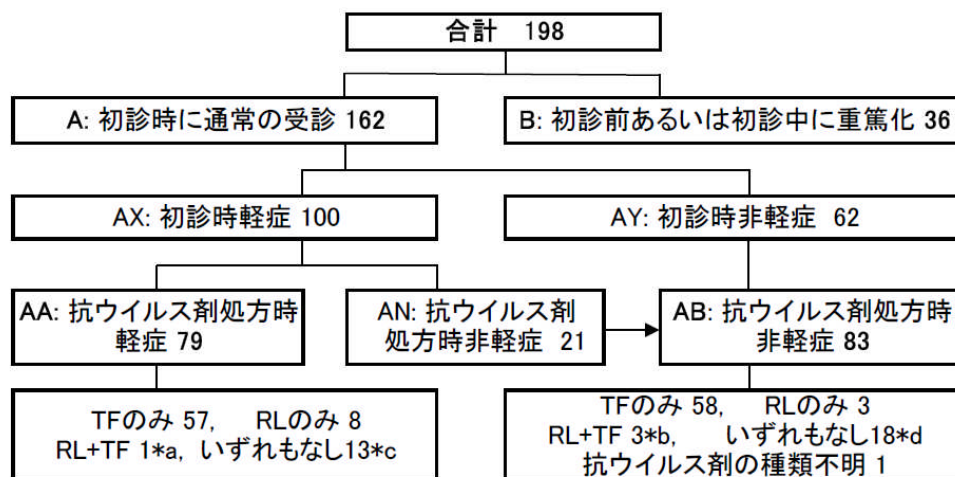 合計 198
A: 初診時に通常の受診 162
B: 初診前あるいは初診中に重篤化 36
AX: 初診時軽症 100
AY: 初診時非軽症 62
AA: 抗ウイルス剤処方時
軽症 79
AN: 抗ウイルス剤
処方時非軽症 21
AB: 抗ウイルス剤処方時
非軽症 83
TFのみ 57, RLのみ 8
RL+TF 1*a, いずれもなし13*c
TFのみ 58, RLのみ 3
RL+TF 3*b, いずれもなし18*d
抗ウイルス剤の種類不明 1